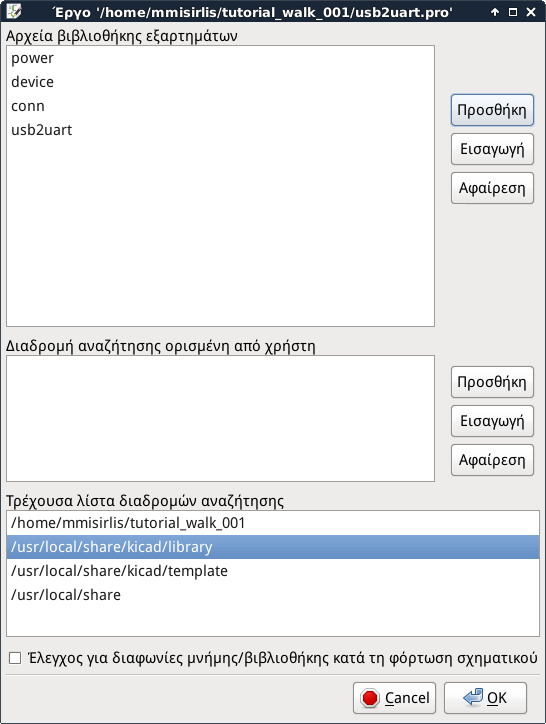 Έργο '/home/mmisirlis/tutorial_walk_001/usb2uart.pro'
Αρχεία βιβλιοθήκης εξαρτημάτων
power
device
conn
usb2uart
Προσθήκη
Εισαγωγή
Αφαίρεση
Διαδρομή αναζήτησης ορισμένη από χρήστη
Προσθήκη
Εισαγωγή
Αφαίρεση
Τρέχουσα λίστα διαδρομών αναζήτησης
/home/mmisirlis/tutorial_walk_001
/usr/local/share/kicad/library
/usr/local/share/kicad/template
/usr/local/share
Έλεγχος για διαφωνίες μνήμης/βιβλιοθήκης κατά τη φόρτωση σχηματικού
Cancel
OK